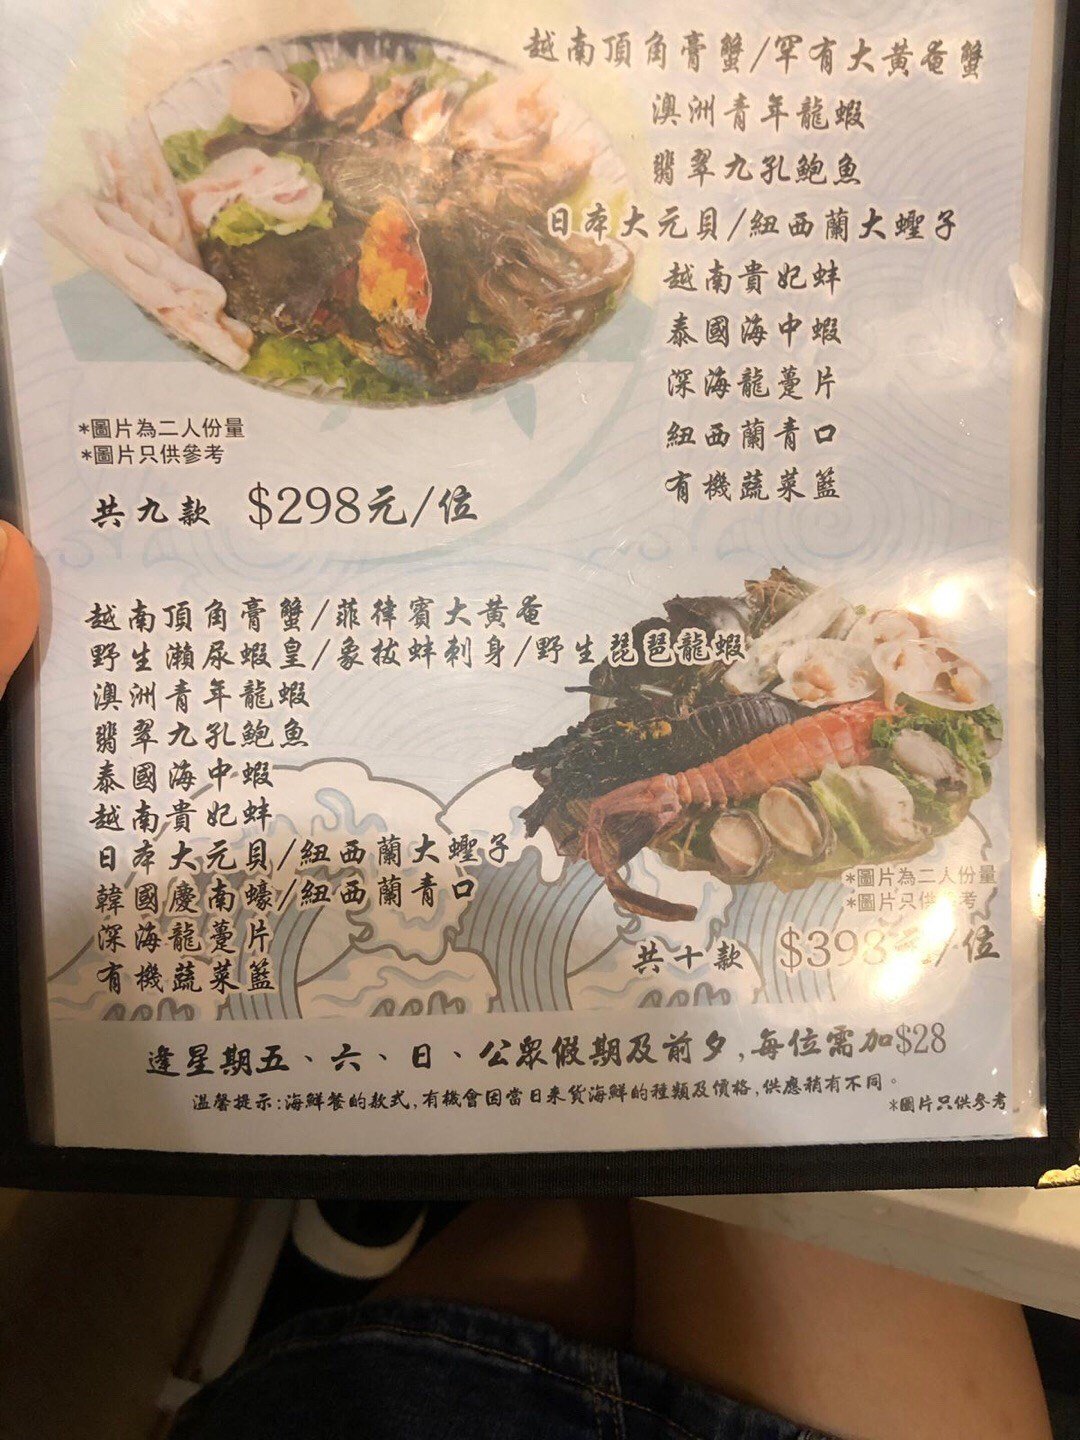 越南頂角膏蟹/罕有大黃奄蟹
澳洲青年龍蝦
翡翠九孔鮑魚
日本大元貝/紐西蘭大蟶子
越南貴妃蚌
泰國海中蝦
深海龍躉片
紐西蘭青口
有機蔬菜籃
*圖片為二人份量
*圖片只供參考
共九款 $298元/位
越南頂角膏蟹/菲律賓大黃奄
野生瀨尿蝦皇/象拔蚌刺身/野生琵琶龍蝦
澳洲青年龍蝦
翡翠九孔鮑魚
泰國海中蝦
越南貴妃蚌
日本大元貝/紐西蘭大蟶子
韓國慶南蠔/紐西蘭青口
深海龍躉片
有機蔬菜籃
*圖片為二人份量
*圖片只供參考
共十款 $398元/位
逢星期五、六、日、公眾假期及前夕,每位需加$28
溫馨提示:海鮮餐的款式,有機會因當日來貨海鮮的種類及價格,供應稍有不同。
*圖片只供參考